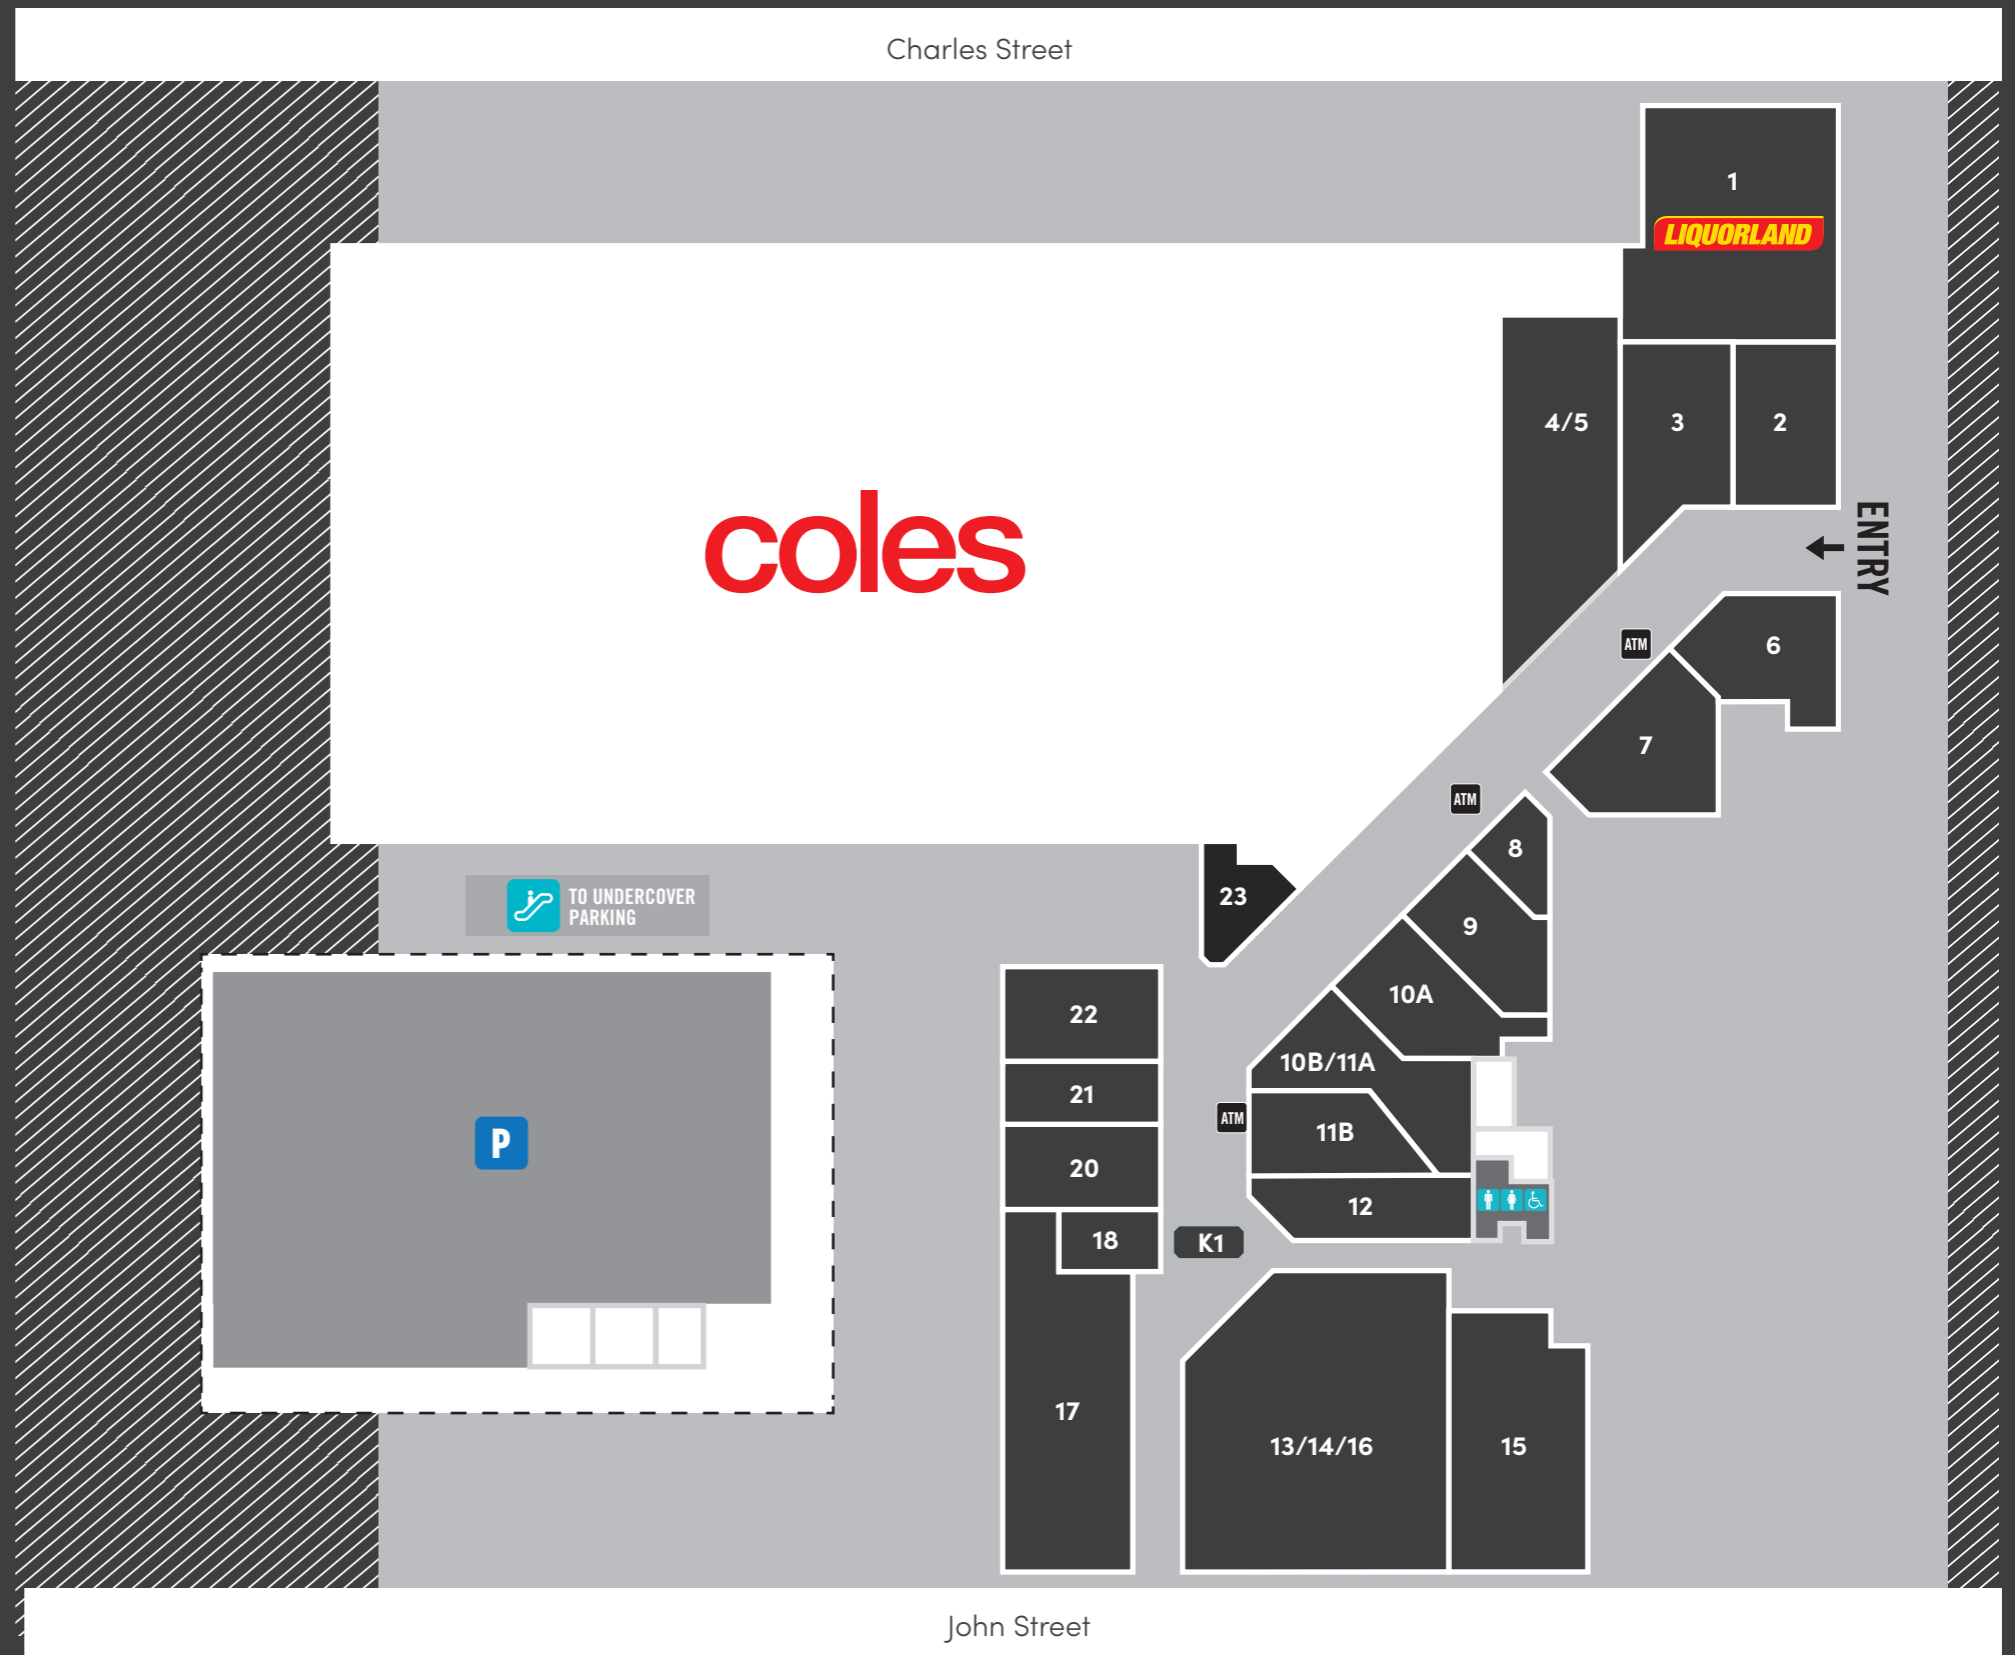 Charles Street
1
LIQUORLAND
4/5
3
2
coles
ENTRY
ATM
6
7
ATM
8
23
TO UNDERCOVER
PARKING
9
10A
22
10B/11A
21
ATM
11B
P
20
12
18
K1
17
13/14/16
15
John Street